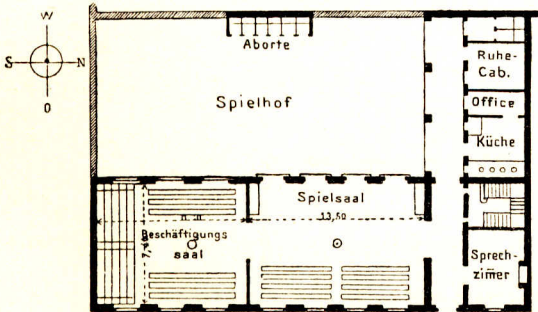 W
S
N
O
Aborte
Spielhof
Ruhe-
Cab.
Office
Küche
Spielsaal
13,50
Beschäftigungs
saal
Sprech-
zimer